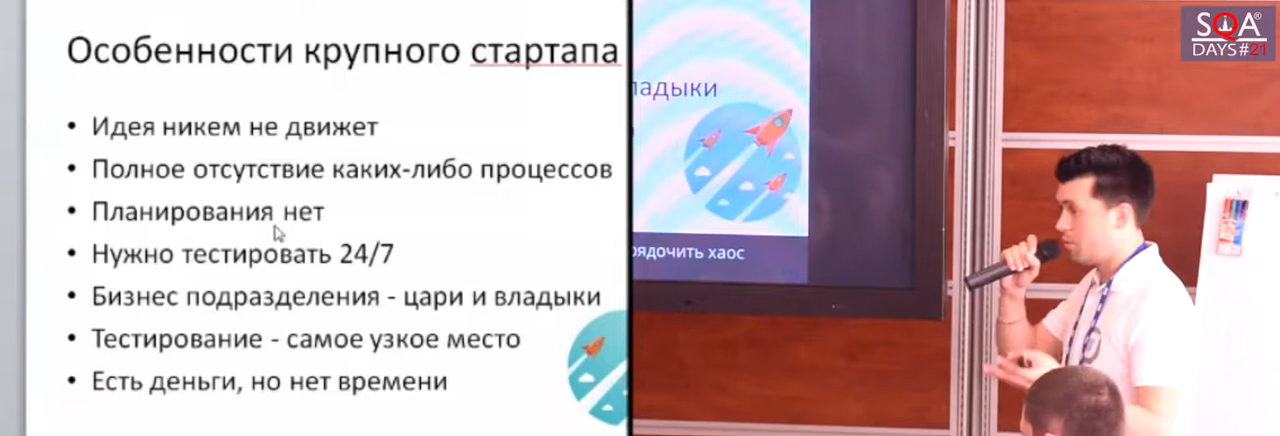 Особенности крупного стартапа
• Идея никем не движет
• Полное отсутствие каких-либо процессов
• Планирования нет
• Нужно тестировать 24/7
• Бизнес подразделения - цари и владыки
• Тестирование - самое узкое место
• Есть деньги, но нет времени
ладыки
рядочить хаос
SQA®
DAYS#21